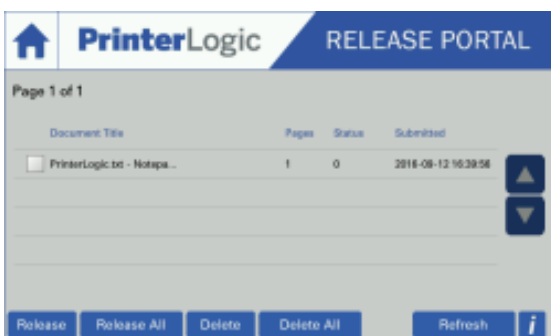 PrinterLogic RELEASE PORTAL
Page 1 of 1
Document Title Pages Status Submitted
PrinterLogic.txt - Notepa... 1 0 2016-09-12 16:39:56
Release Release All Delete Delete All Refresh i